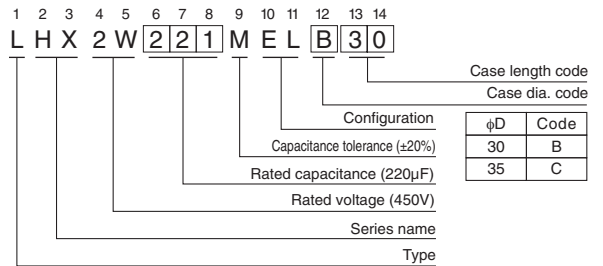 1 2 3 4 5 6 7 8 9 10 11 12 13 14
L H X 2 W 2 2 1 M E L B 3 0
Case length code
Case dia. code
Configuration
Capacitance tolerance (±20%)
Rated capacitance (220µF)
Rated voltage (450V)
Series name
Type
ϕD Code
30 B
35 C